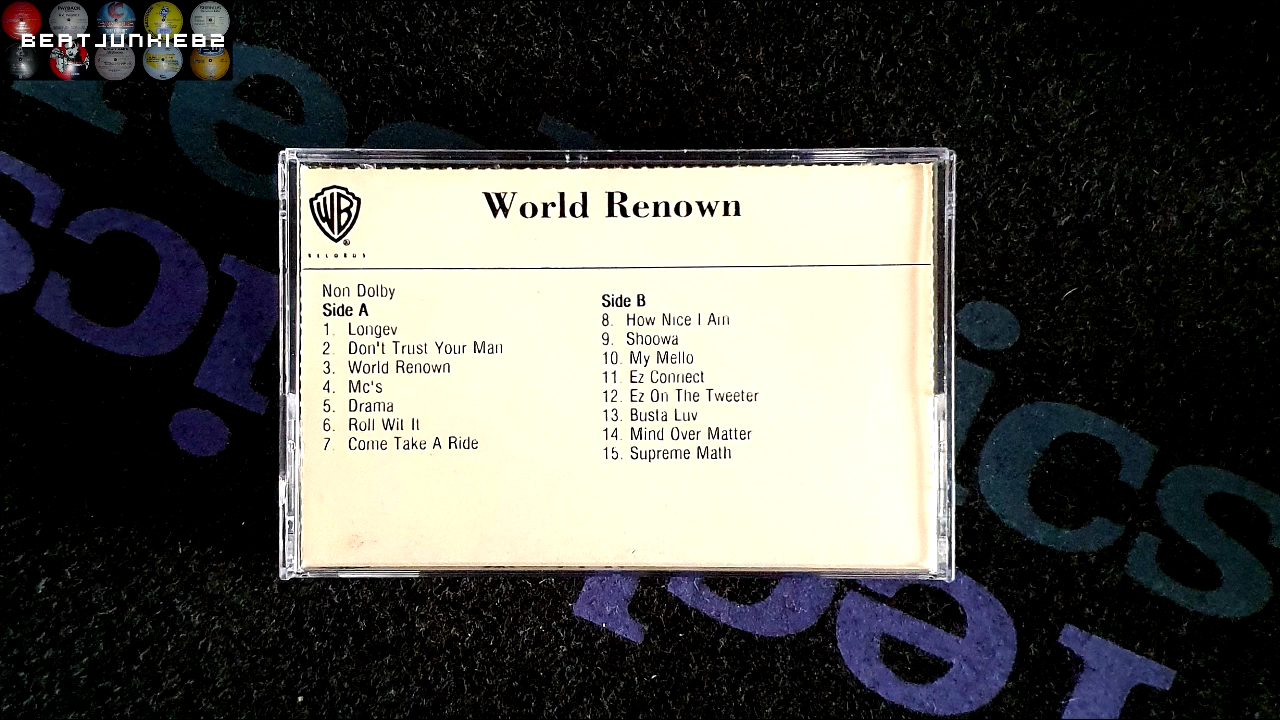 BEATJUNKIE82
WB
RECORDS
World Renown
Non Dolby
Side A
1. Longev
2. Don't Trust Your Man
3. World Renown
4. Mc's
5. Drama
6. Roll Wit It
7. Come Take A Ride
Side B
8. How Nice I Am
9. Shoowa
10. My Mello
11. Ez Connect
12. Ez On The Tweeter
13. Busta Luv
14. Mind Over Matter
15. Supreme Math
ics